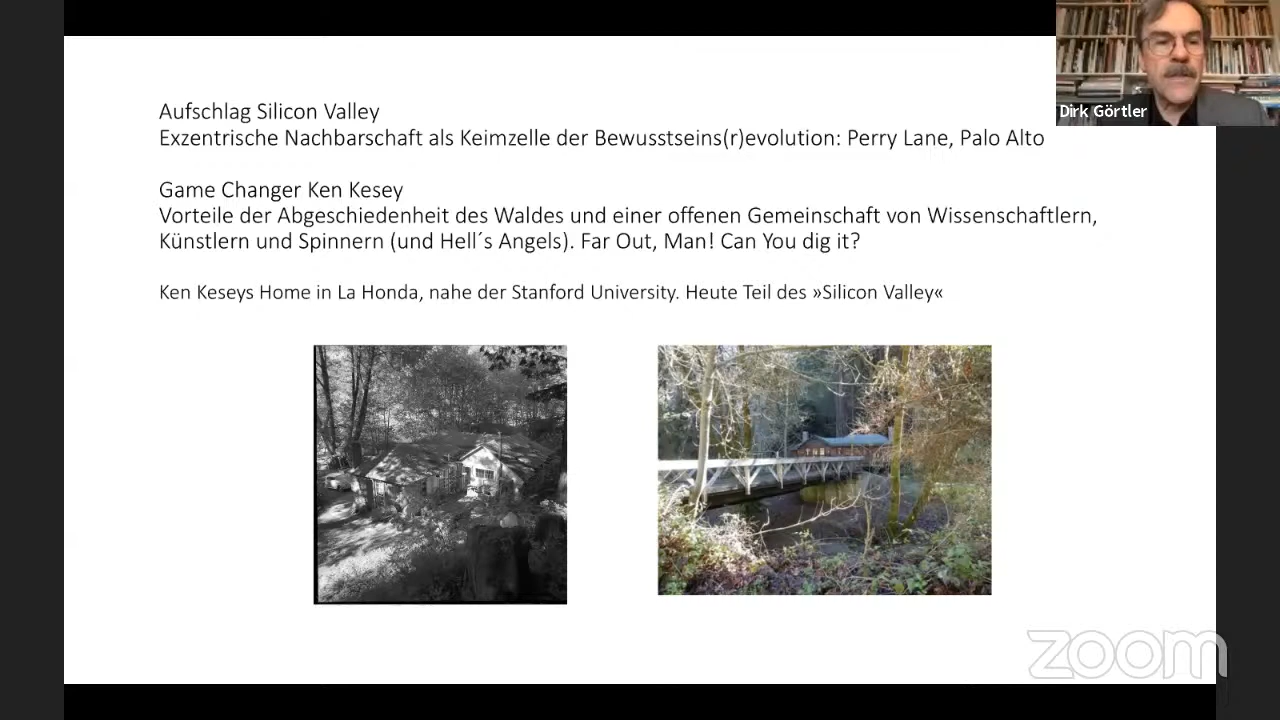 Dirk Görtler
Aufschlag Silicon Valley
Exzentrische Nachbarschaft als Keimzelle der Bewusstseins(r)evolution: Perry Lane, Palo Alto
Game Changer Ken Kesey
Vorteile der Abgeschiedenheit des Waldes und einer offenen Gemeinschaft von Wissenschaftlern,
Künstlern und Spinnern (und Hell´s Angels). Far Out, Man! Can You dig it?
Ken Keseys Home in La Honda, nahe der Stanford University. Heute Teil des »Silicon Valley«
zoom